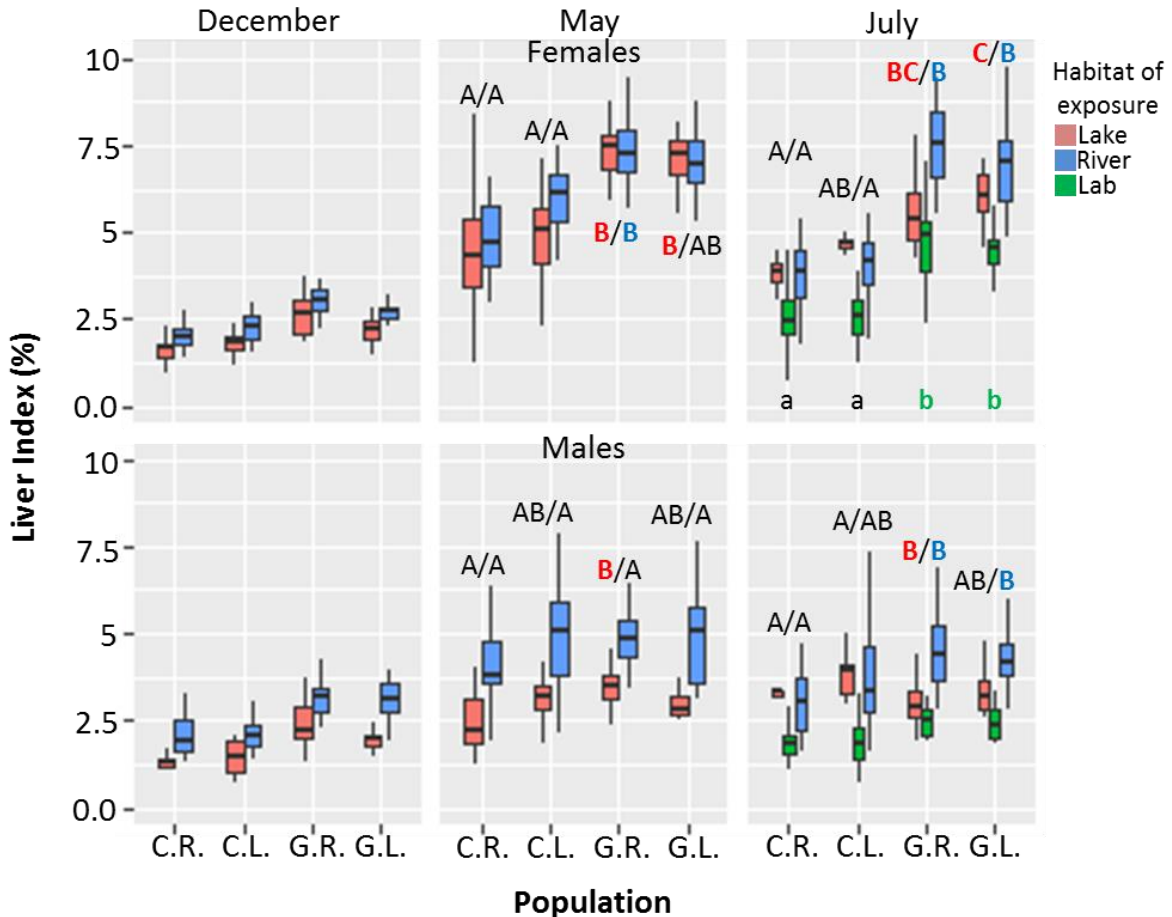 December
May
July
Females
Habitat of
exposure
Lake
River
Lab
10
7.5
5
2.5
0.0
A/A
A/A
B/B
B/AB
A/A
AB/A
BC/B
C/B
a
a
b
b
Males
10
7.5
5
2.5
0.0
A/A
AB/A
B/A
AB/A
A/A
A/AB
B/B
AB/B
Liver Index (%)
C.R. C.L. G.R. G.L.
C.R. C.L. G.R. G.L.
C.R. C.L. G.R. G.L.
Population